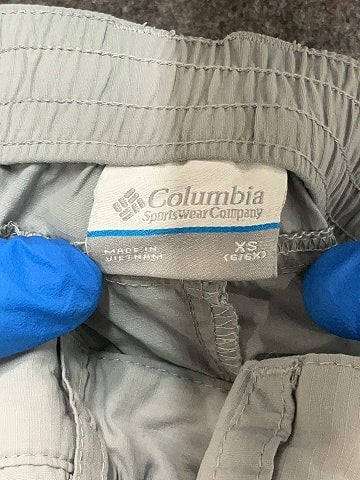 Columbia
Sportswear Company
MADE IN
VIETNAM
XS
(6/6X)